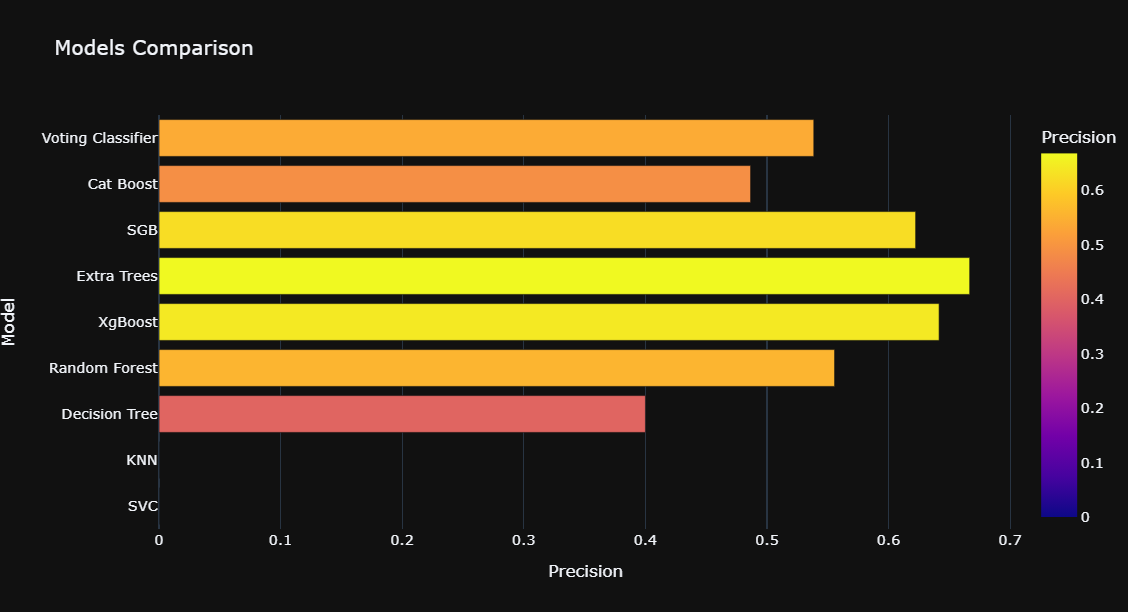 Models Comparison
Voting Classifier
Cat Boost
SGB
Extra Trees
XgBoost
Random Forest
Decision Tree
KNN
SVC
Model
0 0.1 0.2 0.3 0.4 0.5 0.6 0.7
Precision
Precision
0.6
0.5
0.4
0.3
0.2
0.1
0